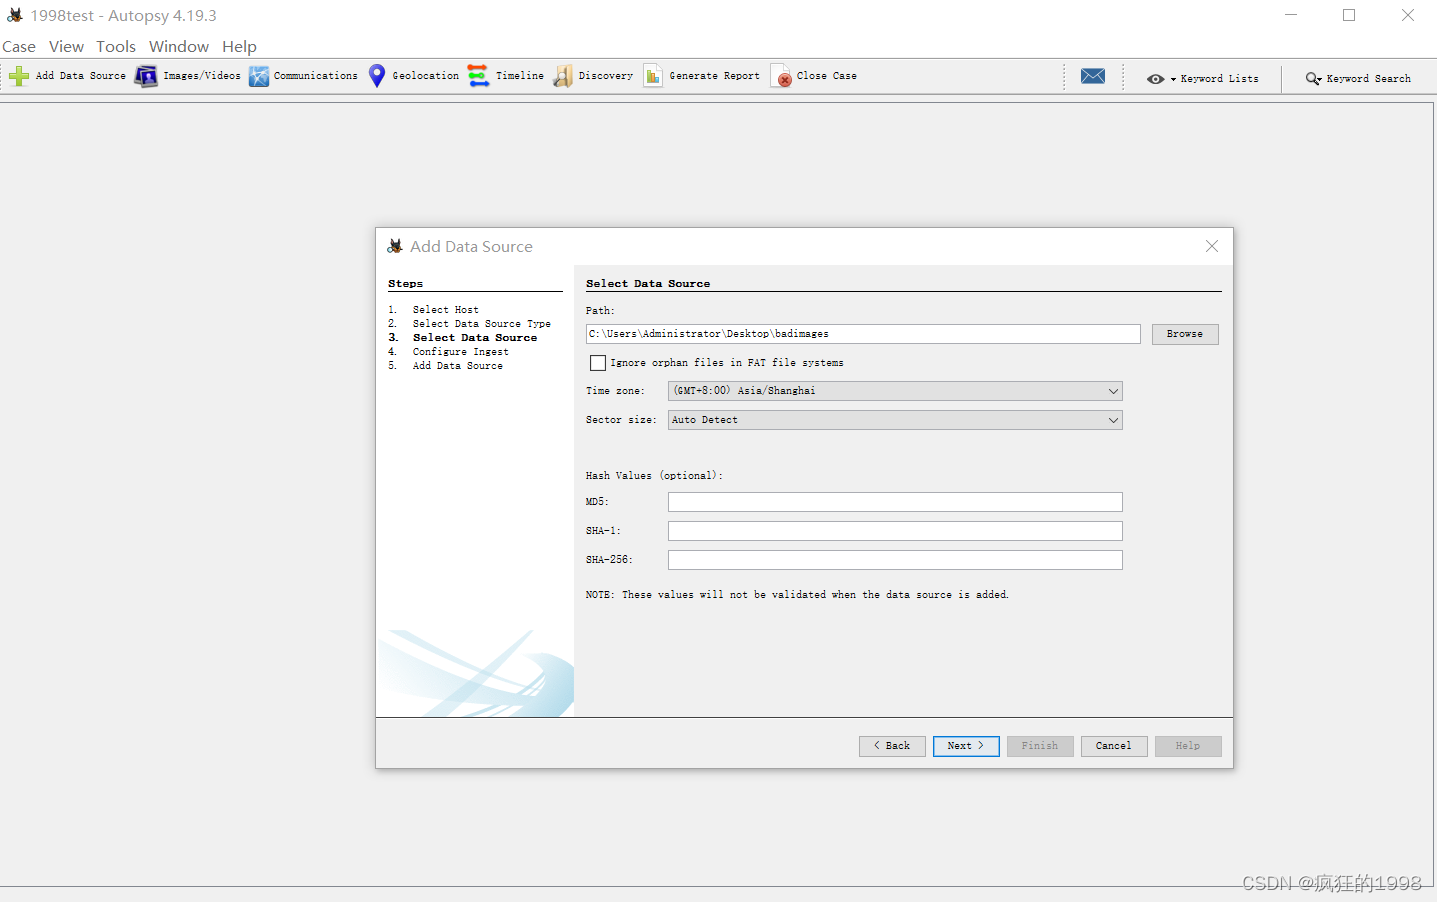 1998test - Autopsy 4.19.3
Case View Tools Window Help
Add Data Source Images/Videos Communications Geolocation Timeline Discovery Generate Report Close Case Keyword Lists Keyword Search
Add Data Source
Steps
1. Select Host
2. Select Data Source Type
3. Select Data Source
4. Configure Ingest
5. Add Data Source
Select Data Source
Path:
C:\Users\Administrator\Desktop\badimages Browse
Ignore orphan files in FAT file systems
Time zone: (GMT+8:00) Asia/Shanghai
Sector size: Auto Detect
Hash Values (optional):
MD5:
SHA-1:
SHA-256:
NOTE: These values will not be validated when the data source is added.
< Back Next > Finish Cancel Help
CSDN @疯狂的1998